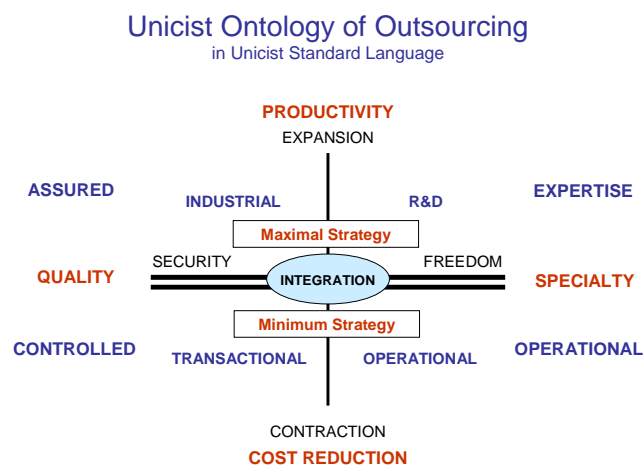 Unicist Ontology of Outsourcing
in Unicist Standard Language
PRODUCTIVITY
EXPANSION
ASSURED
INDUSTRIAL
R&D
EXPERTISE
Maximal Strategy
SECURITY
FREEDOM
QUALITY
INTEGRATION
SPECIALTY
Minimum Strategy
CONTROLLED
TRANSACTIONAL
OPERATIONAL
OPERATIONAL
CONTRACTION
COST REDUCTION